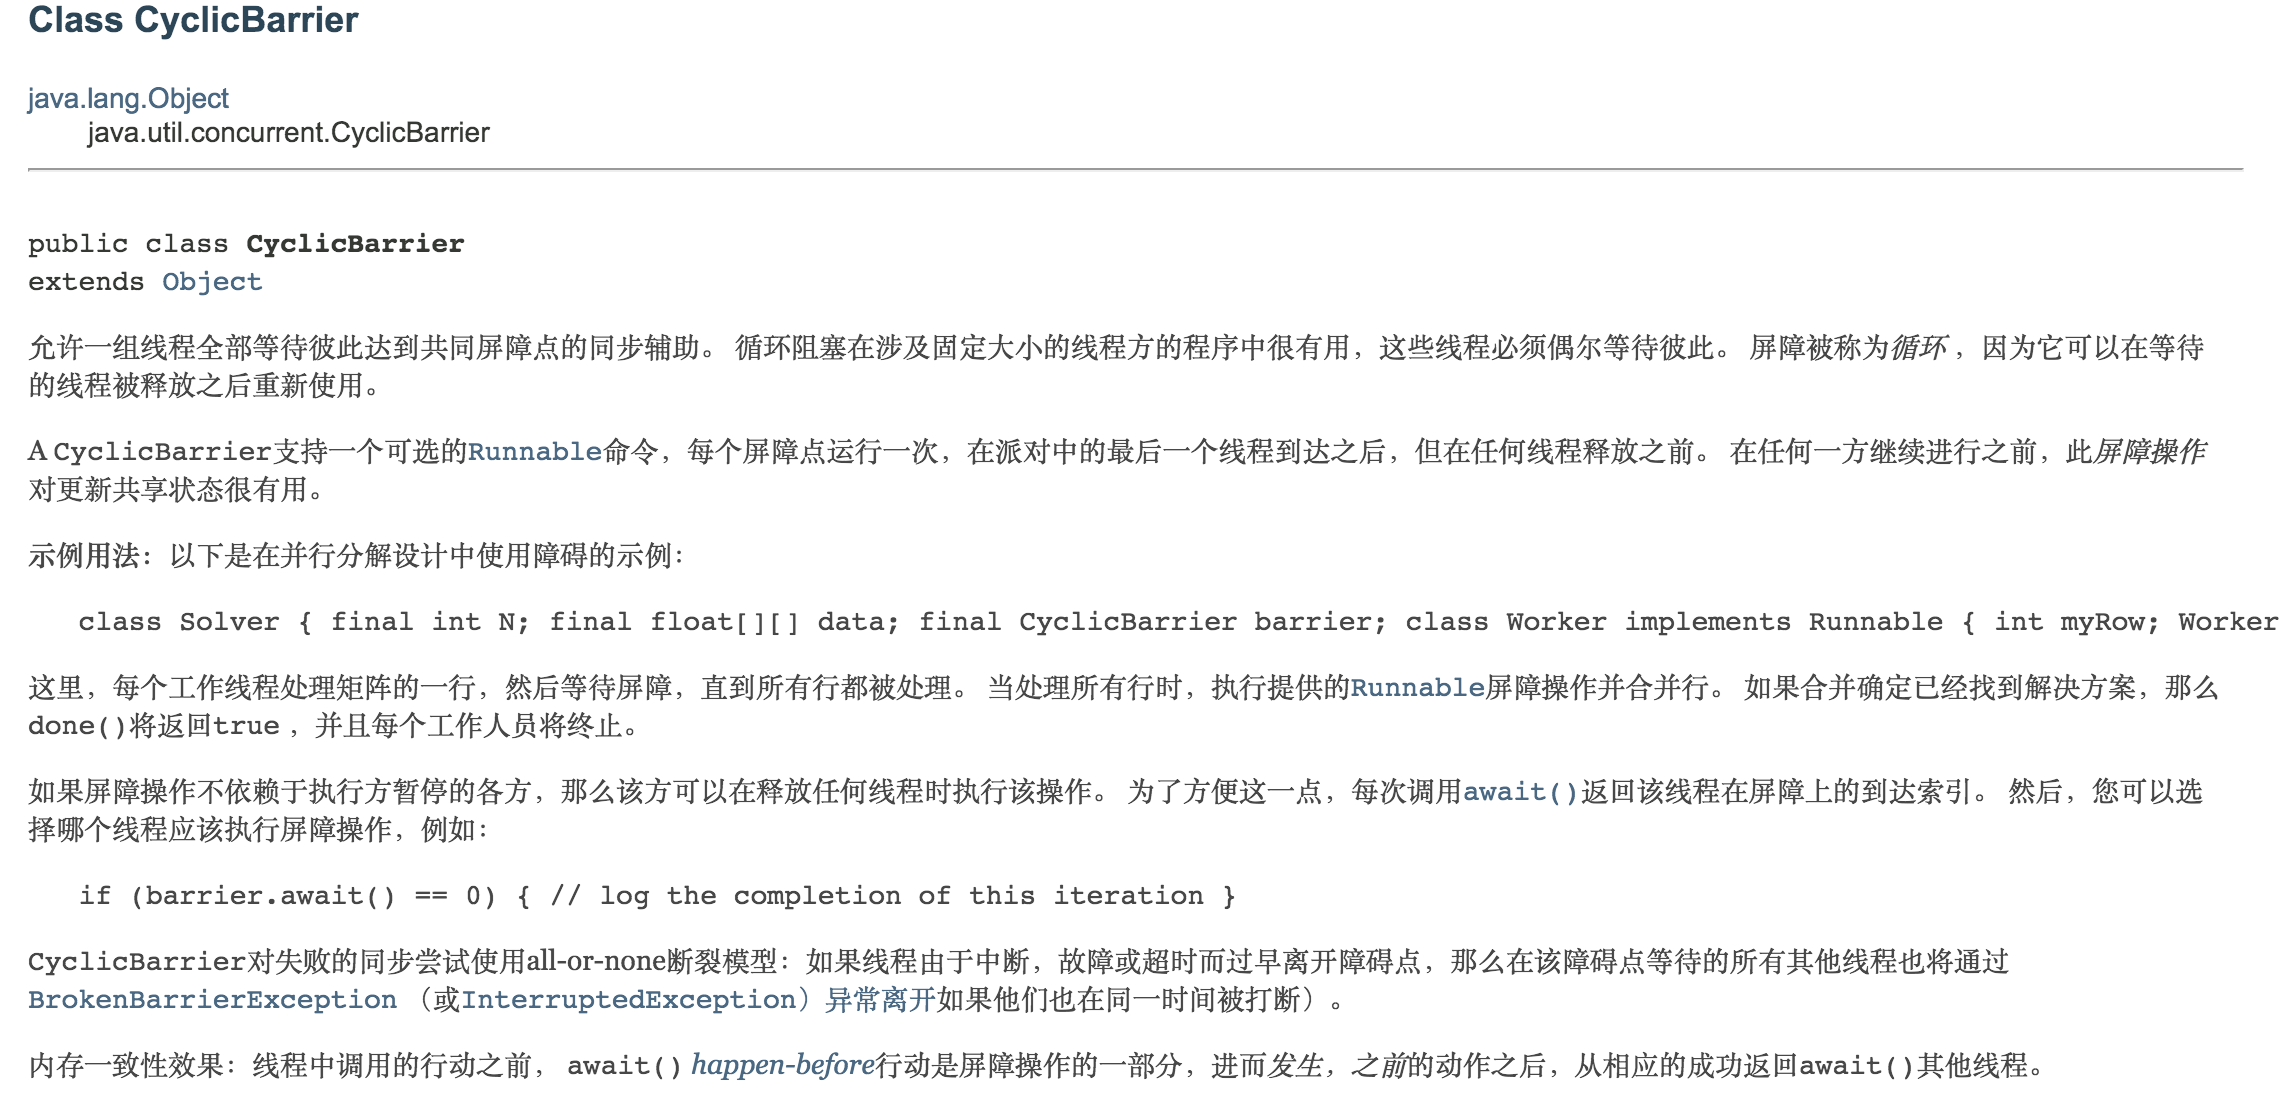 Class CyclicBarrier
java.lang.Object
java.util.concurrent.CyclicBarrier
public class CyclicBarrier
extends Object
允许一组线程全部等待彼此达到共同屏障点的同步辅助。 循环阻塞在涉及固定大小的线程方的程序中很有用，这些线程必须偶尔等待彼此。 屏障被称为循环 ，因为它可以在等待
的线程被释放之后重新使用。
A CyclicBarrier支持一个可选的Runnable命令，每个屏障点运行一次，在派对中的最后一个线程到达之后，但在任何线程释放之前。 在任何一方继续进行之前，此屏障操作
对更新共享状态很有用。
示例用法：以下是在并行分解设计中使用障碍的示例：
class Solver { final int N; final float[][] data; final CyclicBarrier barrier; class Worker implements Runnable { int myRow; Worker
这里，每个工作线程处理矩阵的一行，然后等待屏障，直到所有行都被处理。 当处理所有行时，执行提供的Runnable屏障操作并合并行。 如果合并确定已经找到解决方案，那么
done()将返回true ，并且每个工作人员将终止。
如果屏障操作不依赖于执行方暂停的各方，那么该方可以在释放任何线程时执行该操作。 为了方便这一点，每次调用await()返回该线程在屏障上的到达索引。 然后，您可以选
择哪个线程应该执行屏障操作，例如：
if (barrier.await() == 0) { // log the completion of this iteration }
CyclicBarrier对失败的同步尝试使用all-or-none断裂模型：如果线程由于中断，故障或超时而过早离开障碍点，那么在该障碍点等待的所有其他线程也将通过
BrokenBarrierException （或InterruptedException）异常离开如果他们也在同一时间被打断）。
内存一致性效果：线程中调用的行动之前， await() happen-before行动是屏障操作的一部分，进而发生，之前的动作之后，从相应的成功返回await()其他线程。